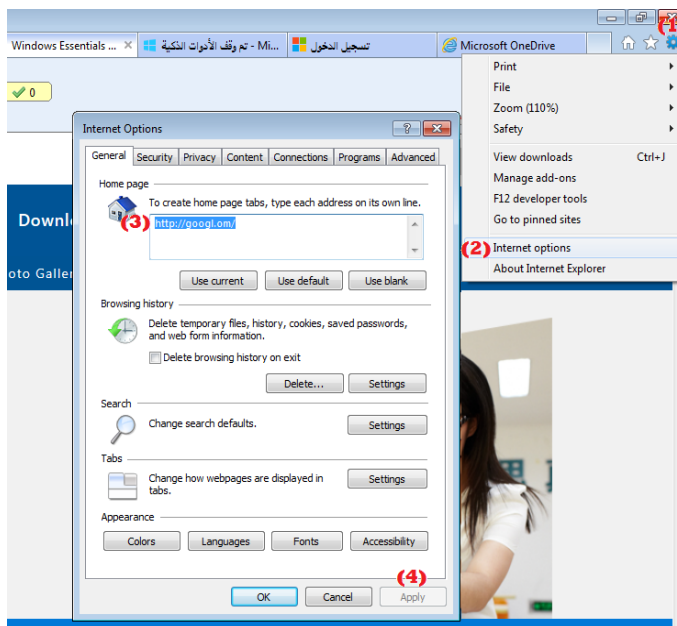 (1)
Windows Essentials ...
تم وقف الأدوات الذكية - Mi...
تسجيل الدخول
Microsoft OneDrive
0
Print
File
Zoom (110%)
Safety
View downloads Ctrl+J
Manage add-ons
F12 developer tools
Go to pinned sites
(2) Internet options
About Internet Explorer
Downl
oto Galler
Internet Options
General Security Privacy Content Connections Programs Advanced
Home page
To create home page tabs, type each address on its own line.
(3) http://googl.om/
Use current Use default Use blank
Browsing history
Delete temporary files, history, cookies, saved passwords,
and web form information.
Delete browsing history on exit
Delete... Settings
Search
Change search defaults. Settings
Tabs
Change how webpages are displayed in
tabs.
Settings
Appearance
Colors Languages Fonts Accessibility
(4)
OK Cancel Apply